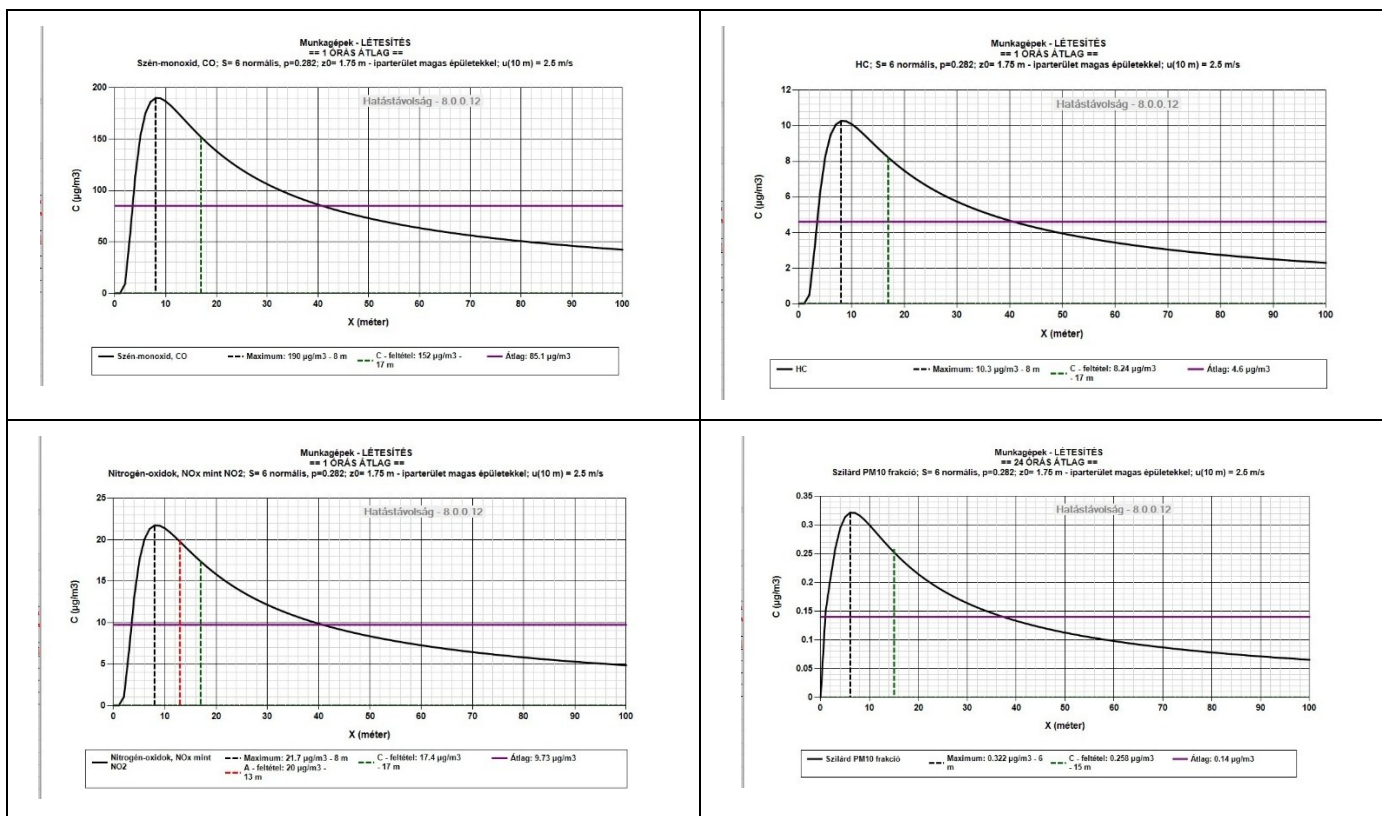 Munkagépek - LÉTESÍTÉS
== 1 ÓRÁS ÁTLAG ==
Szén-monoxid, CO; S= 6 normális, p=0.282; z0= 1.75 m - iparterület magas épületekkel; u(10 m) = 2.5 m/s
Hatástávolság - 8.0.0.12
C (µg/m3)
200
150
100
50
0
0 10 20 30 40 50 60 70 80 90 100
X (méter)
Szén-monoxid, CO
Maximum: 190 µg/m3 - 8 m
C - feltétel: 152 µg/m3 -
17 m
Átlag: 85.1 µg/m3
Munkagépek - LÉTESÍTÉS
== 1 ÓRÁS ÁTLAG ==
HC; S= 6 normális, p=0.282; z0= 1.75 m - iparterület magas épületekkel; u(10 m) = 2.5 m/s
Hatástávolság - 8.0.0.12
C (µg/m3)
12
10
8
6
4
2
0
0 10 20 30 40 50 60 70 80 90 100
X (méter)
HC
Maximum: 10.3 µg/m3 - 8 m
C - feltétel: 8.24 µg/m3
- 17 m
Átlag: 4.6 µg/m3
Munkagépek - LÉTESÍTÉS
== 1 ÓRÁS ÁTLAG ==
Nitrogén-oxidok, NOx mint NO2; S= 6 normális, p=0.282; z0= 1.75 m - iparterület magas épületekkel; u(10 m) = 2.5 m/s
Hatástávolság - 8.0.0.12
C (µg/m3)
25
20
15
10
5
0
0 10 20 30 40 50 60 70 80 90 100
X (méter)
Nitrogén-oxidok, NOx mint
NO2
Maximum: 21.7 µg/m3 - 8 m
A - feltétel: 20 µg/m3 -
13 m
C - feltétel: 17.4 µg/m3
- 17 m
Átlag: 9.73 µg/m3
Munkagépek - LÉTESÍTÉS
== 24 ÓRÁS ÁTLAG ==
Szilárd PM10 frakció; S= 6 normális, p=0.282; z0= 1.75 m - iparterület magas épületekkel; u(10 m) = 2.5 m/s
Hatástávolság - 8.0.0.12
C (µg/m3)
0.35
0.3
0.25
0.2
0.15
0.1
0.05
0
0 10 20 30 40 50 60 70 80 90 100
X (méter)
Szilárd PM10 frakció
Maximum: 0.322 µg/m3 - 6
m
C - feltétel: 0.258 µg/m3
- 15 m
Átlag: 0.14 µg/m3